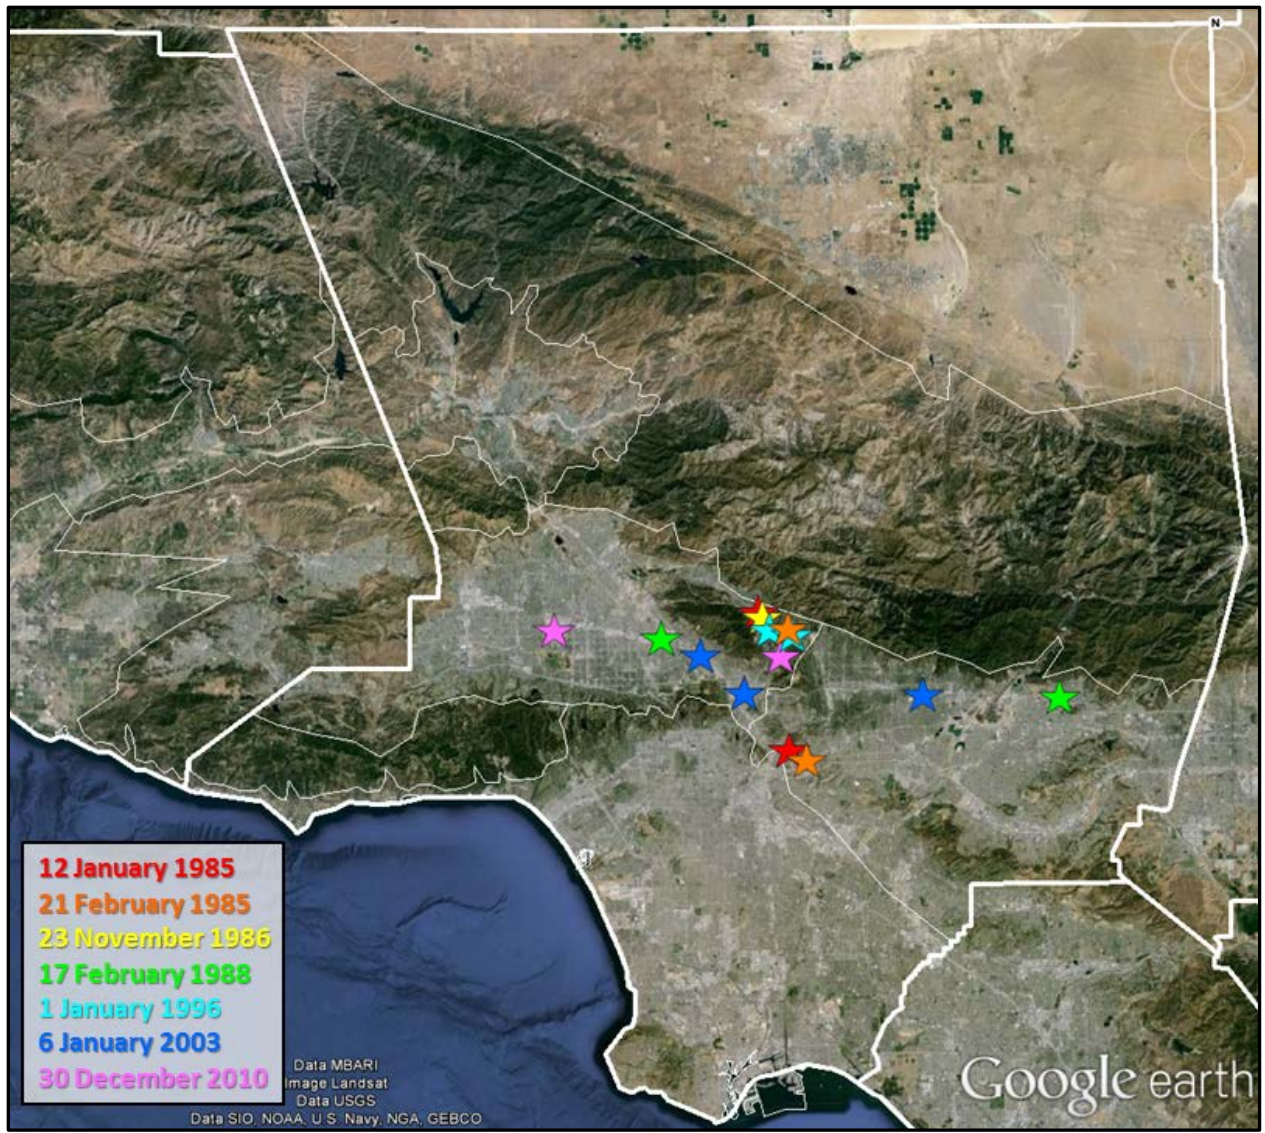 N
12 January 1985
21 February 1985
23 November 1986
17 February 1988
1 January 1996
6 January 2003
30 December 2010
Data MBARI
Image Landsat
Data USGS
Data SIO, NOAA, U.S. Navy, NGA, GEBCO
Google earth